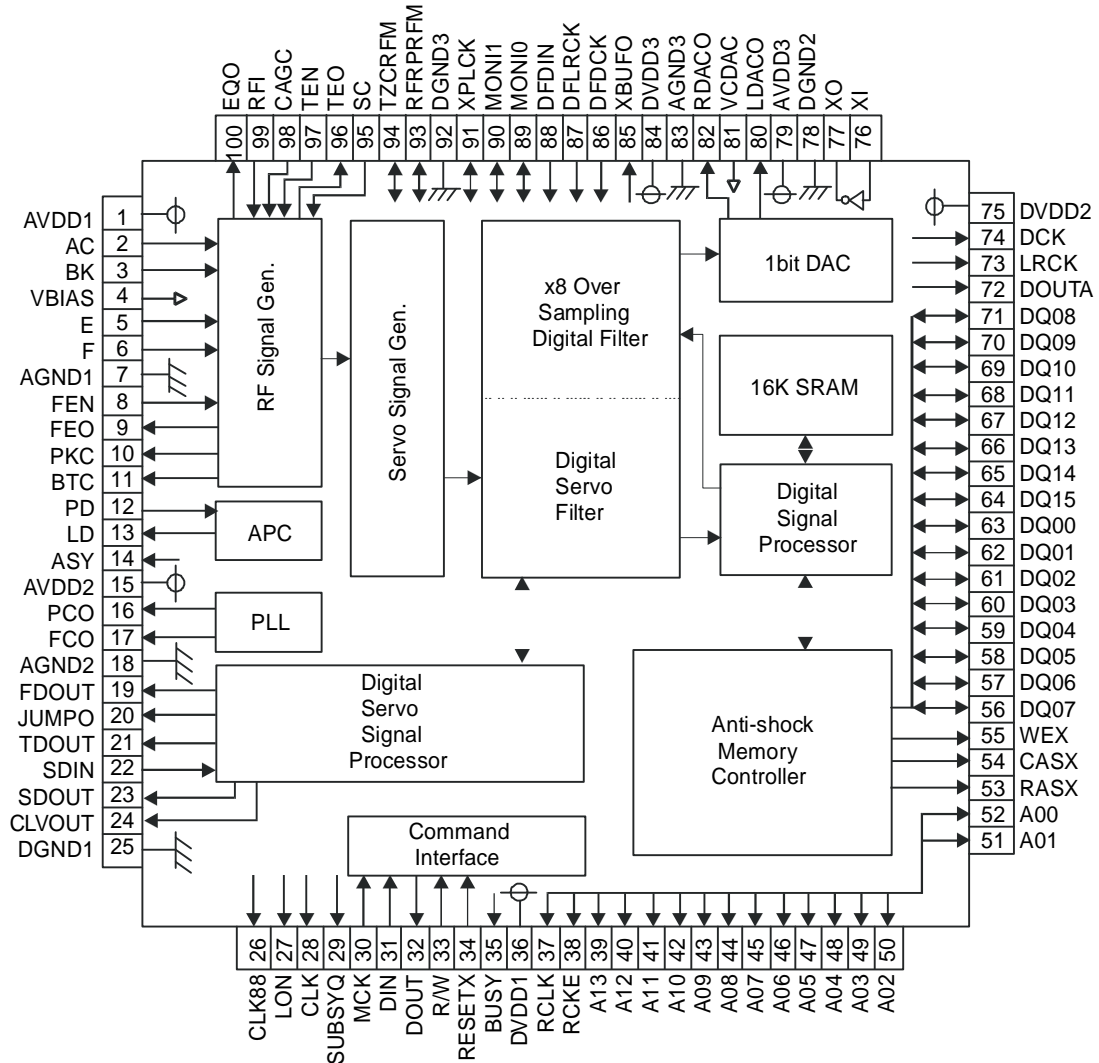 EQO
RFI
CAGC
TEN
TEO
SC
TZCRFM
RFRPRFM
DGND3
XPLCK
MONI1
MONI0
DFDIN
DFLRCK
DFDCK
XBUFO
DVDD3
AGND3
RDACO
VCDAC
LDACO
AVDD3
DGND2
XO
XI
100
99
98
97
96
95
94
93
92
91
90
89
88
87
86
85
84
83
82
81
80
79
78
77
76
AVDD1 1
AC 2
BK 3
VBIAS 4
E 5
F 6
AGND1 7
FEN 8
FEO 9
PKC 10
BTC 11
PD 12
LD 13
ASY 14
AVDD2 15
PCO 16
FCO 17
AGND2 18
FDOUT 19
JUMPO 20
TDOUT 21
SDIN 22
SDOUT 23
CLVOUT 24
DGND1 25
RF Signal Gen.
Servo Signal Gen.
x8 Over
Sampling
Digital Filter
Digital
Servo
Filter
1bit DAC
16K SRAM
Digital
Signal
Processor
APC
PLL
Digital
Servo
Signal
Processor
Anti-shock
Memory
Controller
Command
Interface
75 DVDD2
74 DCK
73 LRCK
72 DOUTA
71 DQ08
70 DQ09
69 DQ10
68 DQ11
67 DQ12
66 DQ13
65 DQ14
64 DQ15
63 DQ00
62 DQ01
61 DQ02
60 DQ03
59 DQ04
58 DQ05
57 DQ06
56 DQ07
55 WEX
54 CASX
53 RASX
52 A00
51 A01
26
27
28
29
30
31
32
33
34
35
36
37
38
39
40
41
42
43
44
45
46
47
48
49
50
CLK88
LON
CLK
SUBSYQ
MCK
DIN
DOUT
R/W
RESETX
BUSY
DVDD1
RCLK
RCKE
A13
A12
A11
A10
A09
A08
A07
A06
A05
A04
A03
A02